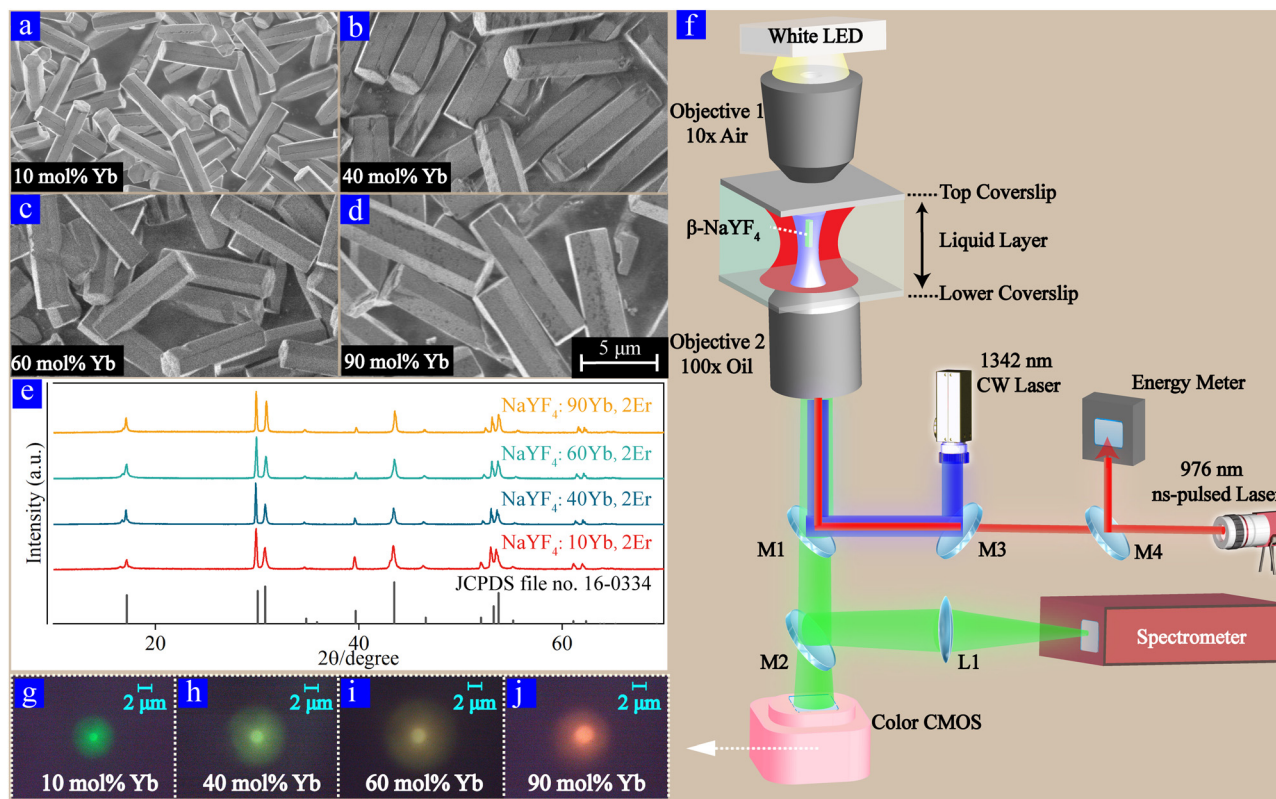 a
10 mol% Yb
b
40 mol% Yb
c
60 mol% Yb
d
90 mol% Yb
5 μm
e
Intensity (a.u.)
NaYF₄: 90Yb, 2Er
NaYF₄: 60Yb, 2Er
NaYF₄: 40Yb, 2Er
NaYF₄: 10Yb, 2Er
JCPDS file no. 16-0334
20
40
60
2θ/degree
f
White LED
Objective 1
10x Air
Top Coverslip
β-NaYF₄
Liquid Layer
Lower Coverslip
Objective 2
100x Oil
1342 nm
CW Laser
Energy Meter
976 nm
ns-pulsed Laser
M1
M3
M4
M2
L1
Spectrometer
Color CMOS
g
2 μm
10 mol% Yb
h
2 μm
40 mol% Yb
i
2 μm
60 mol% Yb
j
2 μm
90 mol% Yb